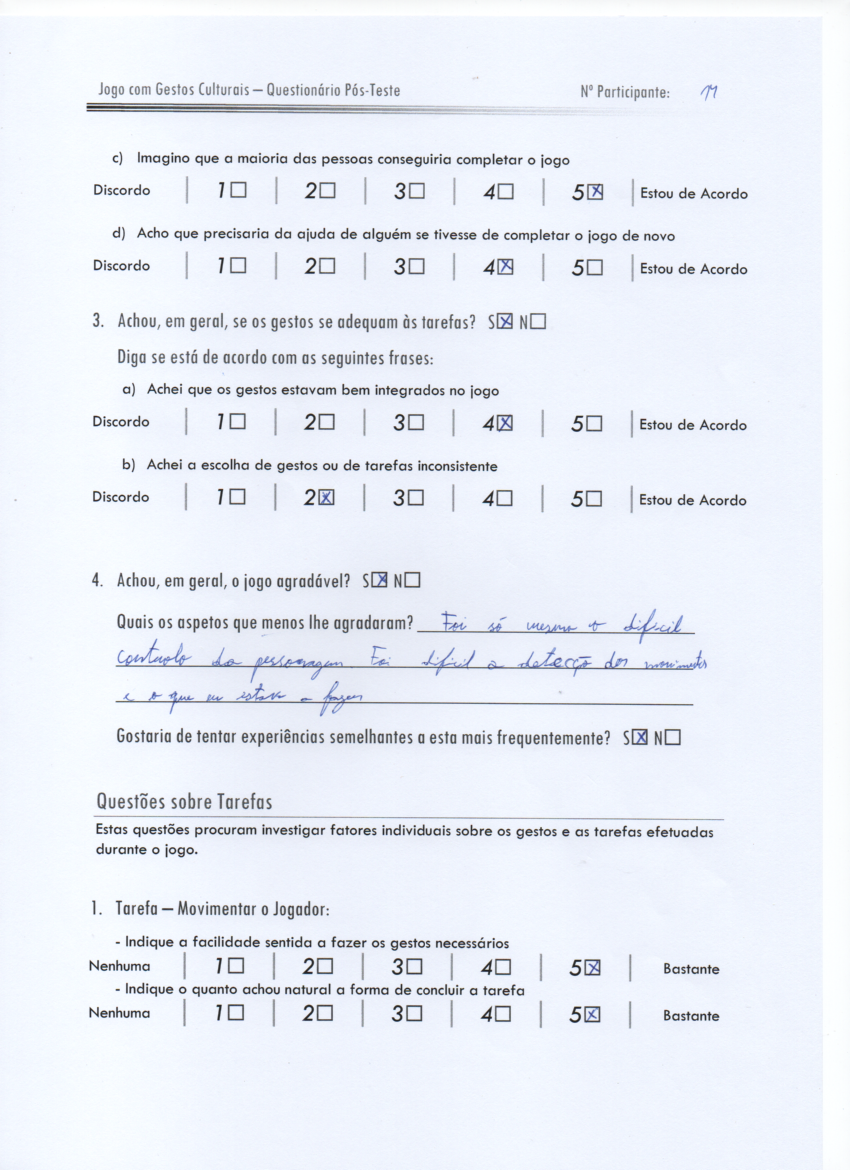 Jogo com Gestos Culturais – Questionário Pós-Teste Nº Participante: 11
c) Imagino que a maioria das pessoas conseguiria completar o jogo
Discordo 1☐ 2☐ 3☐ 4☐ 5☒ Estou de Acordo
d) Acho que precisaria da ajuda de alguém se tivesse de completar o jogo de novo
Discordo 1☐ 2☐ 3☐ 4☒ 5☐ Estou de Acordo
3. Achou, em geral, se os gestos se adequam às tarefas? S☒ N☐
Diga se está de acordo com as seguintes frases:
a) Achei que os gestos estavam bem integrados no jogo
Discordo 1☐ 2☐ 3☐ 4☒ 5☐ Estou de Acordo
b) Achei a escolha de gestos ou de tarefas inconsistente
Discordo 1☐ 2☒ 3☐ 4☐ 5☐ Estou de Acordo
4. Achou, em geral, o jogo agradável? S☒ N☐
Quais os aspetos que menos lhe agradaram? Foi só mesmo o dificil
controlo da personagem. Foi dificil a detecção dos movimentos
e o que eu estava a fazer
Gostaria de tentar experiências semelhantes a esta mais frequentemente? S☒ N☐
Questões sobre Tarefas
Estas questões procuram investigar fatores individuais sobre os gestos e as tarefas efetuadas
durante o jogo.
1. Tarefa – Movimentar o Jogador:
- Indique a facilidade sentida a fazer os gestos necessários
Nenhuma 1☐ 2☐ 3☐ 4☐ 5☒ Bastante
- Indique o quanto achou natural a forma de concluir a tarefa
Nenhuma 1☐ 2☐ 3☐ 4☐ 5☒ Bastante